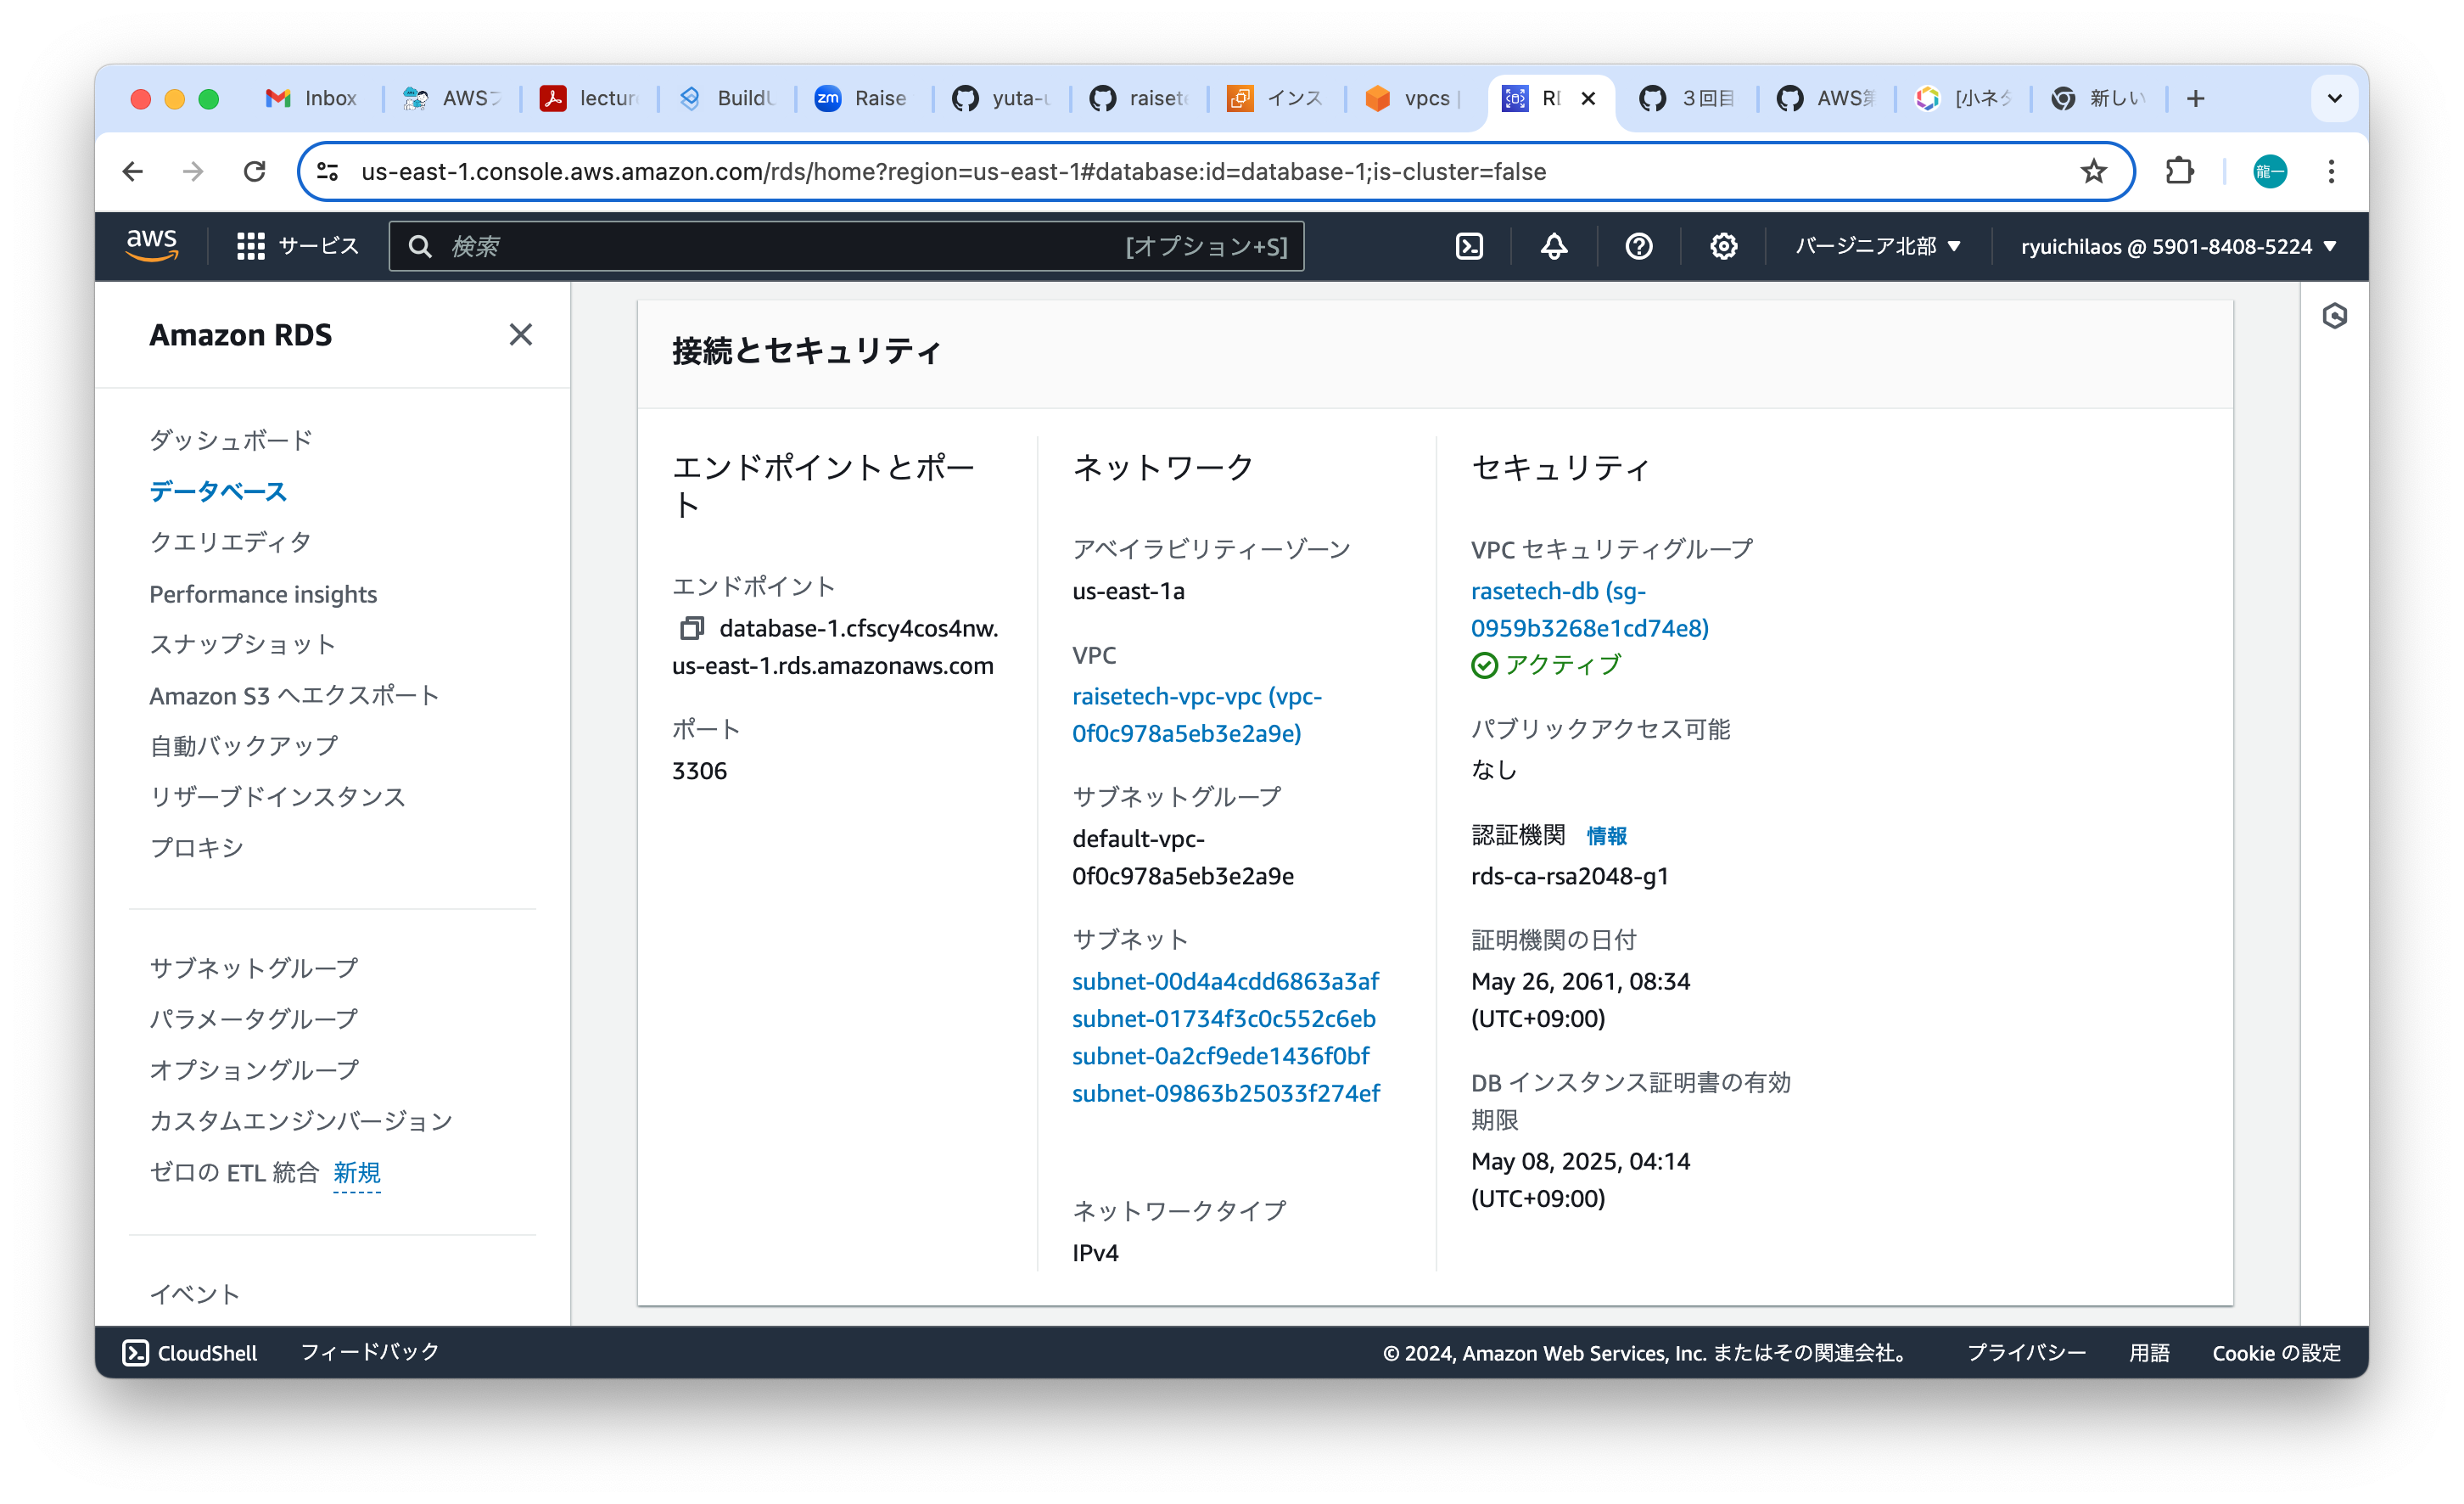 Inbox
AWSフ
lectur
BuildU
zm
Raise
yuta-u
raiset
インス
vpcs
RD
3回目
AWS第
[小ネタ
新しい
us-east-1.console.aws.amazon.com/rds/home?region=us-east-1#database:id=database-1;is-cluster=false
龍一
aws
サービス
検索
[オプション+S]
バージニア北部
ryuichilaos @ 5901-8408-5224
Amazon RDS
ダッシュボード
データベース
クエリエディタ
Performance insights
スナップショット
Amazon S3 へエクスポート
自動バックアップ
リザーブドインスタンス
プロキシ
サブネットグループ
パラメータグループ
オプショングループ
カスタムエンジンバージョン
ゼロの ETL 統合 新規
イベント
接続とセキュリティ
エンドポイントとポー
ト
エンドポイント
database-1.cfscy4cos4nw.
us-east-1.rds.amazonaws.com
ポート
3306
ネットワーク
アベイラビリティーゾーン
us-east-1a
VPC
raisetech-vpc-vpc (vpc-
0f0c978a5eb3e2a9e)
サブネットグループ
default-vpc-
0f0c978a5eb3e2a9e
サブネット
subnet-00d4a4cdd6863a3af
subnet-01734f3c0c552c6eb
subnet-0a2cf9ede1436f0bf
subnet-09863b25033f274ef
ネットワークタイプ
IPv4
セキュリティ
VPC セキュリティグループ
rasetech-db (sg-
0959b3268e1cd74e8)
アクティブ
パブリックアクセス可能
なし
認証機関 情報
rds-ca-rsa2048-g1
証明機関の日付
May 26, 2061, 08:34
(UTC+09:00)
DB インスタンス証明書の有効
期限
May 08, 2025, 04:14
(UTC+09:00)
CloudShell
フィードバック
© 2024, Amazon Web Services, Inc. またはその関連会社。
プライバシー
用語
Cookie の設定